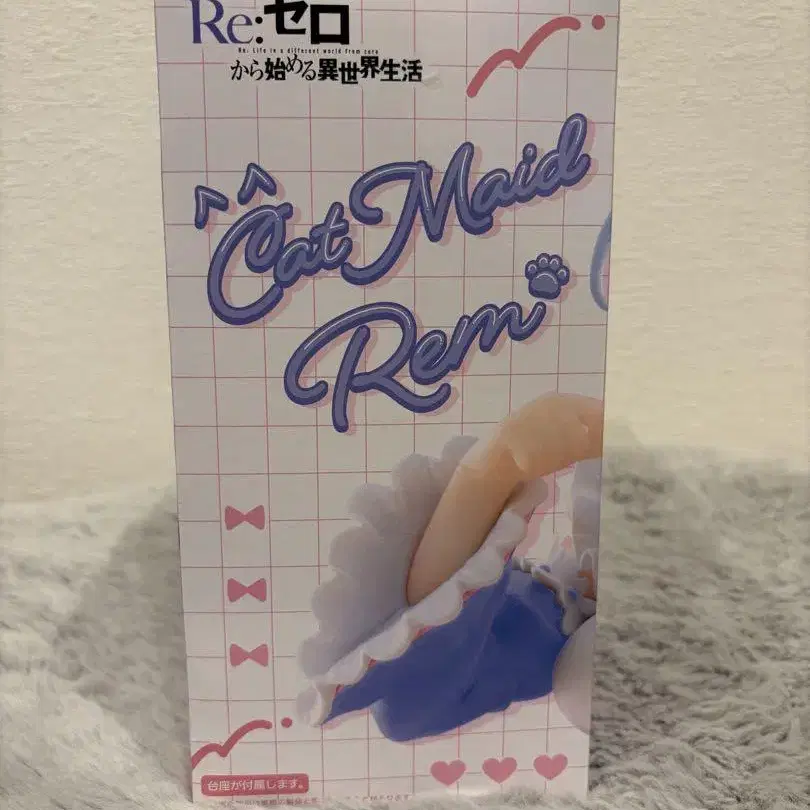 Re:ゼロ
Re: Life in a different world from zero
から始める異世界生活
Cat Maid
Rem
台座が付属します。